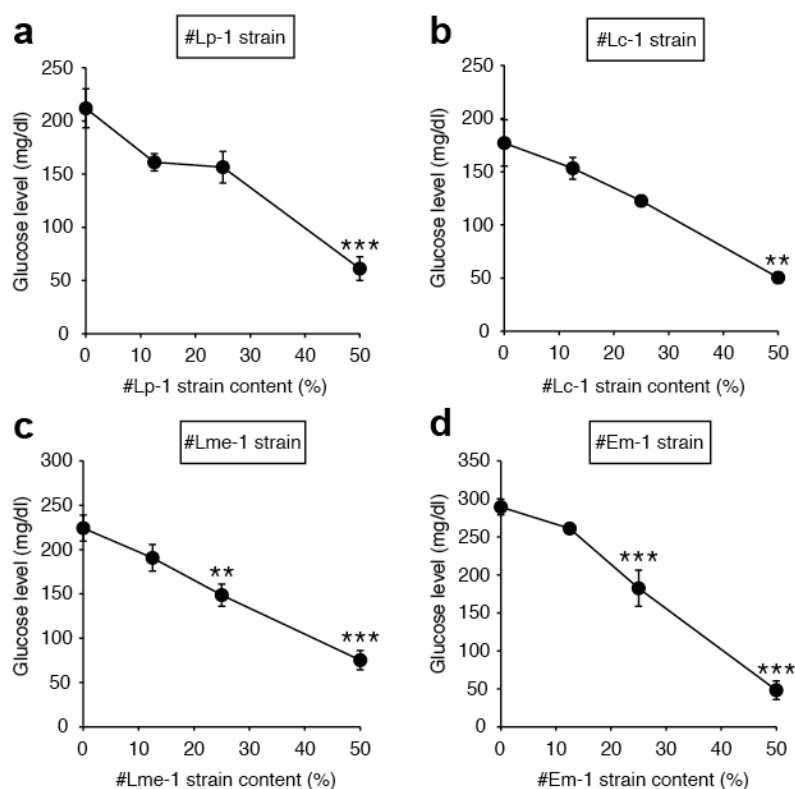 a
#Lp-1 strain
Glucose level (mg/dl)
250
200
150
100
50
0
***
0 10 20 30 40 50
#Lp-1 strain content (%)
b
#Lc-1 strain
Glucose level (mg/dl)
250
200
150
100
50
0
**
0 10 20 30 40 50
#Lc-1 strain content (%)
c
#Lme-1 strain
Glucose level (mg/dl)
300
250
200
150
100
50
0
**
***
0 10 20 30 40 50
#Lme-1 strain content (%)
d
#Em-1 strain
Glucose level (mg/dl)
350
300
250
200
150
100
50
0
***
***
0 10 20 30 40 50
#Em-1 strain content (%)